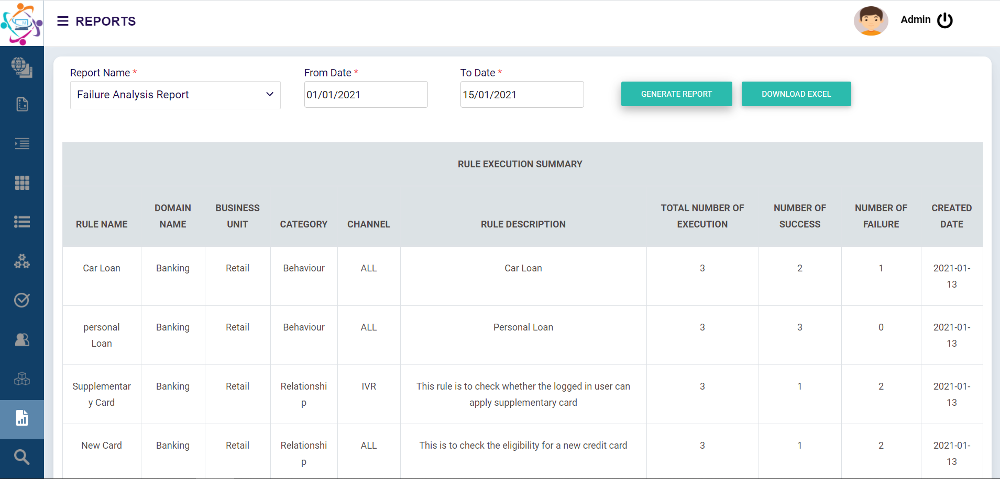 REPORTS
Admin
Report Name *
From Date *
To Date *
Failure Analysis Report
01/01/2021
15/01/2021
GENERATE REPORT
DOWNLOAD EXCEL
RULE EXECUTION SUMMARY
RULE NAME
DOMAIN
NAME
BUSINESS
UNIT
CATEGORY
CHANNEL
RULE DESCRIPTION
TOTAL NUMBER OF
EXECUTION
NUMBER OF
SUCCESS
NUMBER OF
FAILURE
CREATED
DATE
Car Loan
Banking
Retail
Behaviour
ALL
Car Loan
3
2
1
2021-01-
13
personal
Loan
Banking
Retail
Behaviour
ALL
Personal Loan
3
3
0
2021-01-
13
Supplementar
y Card
Banking
Retail
Relationshi
p
IVR
This rule is to check whether the logged in user can
apply supplementary card
3
1
2
2021-01-
13
New Card
Banking
Retail
Relationshi
p
ALL
This is to check the eligibility for a new credit card
3
1
2
2021-01-
13